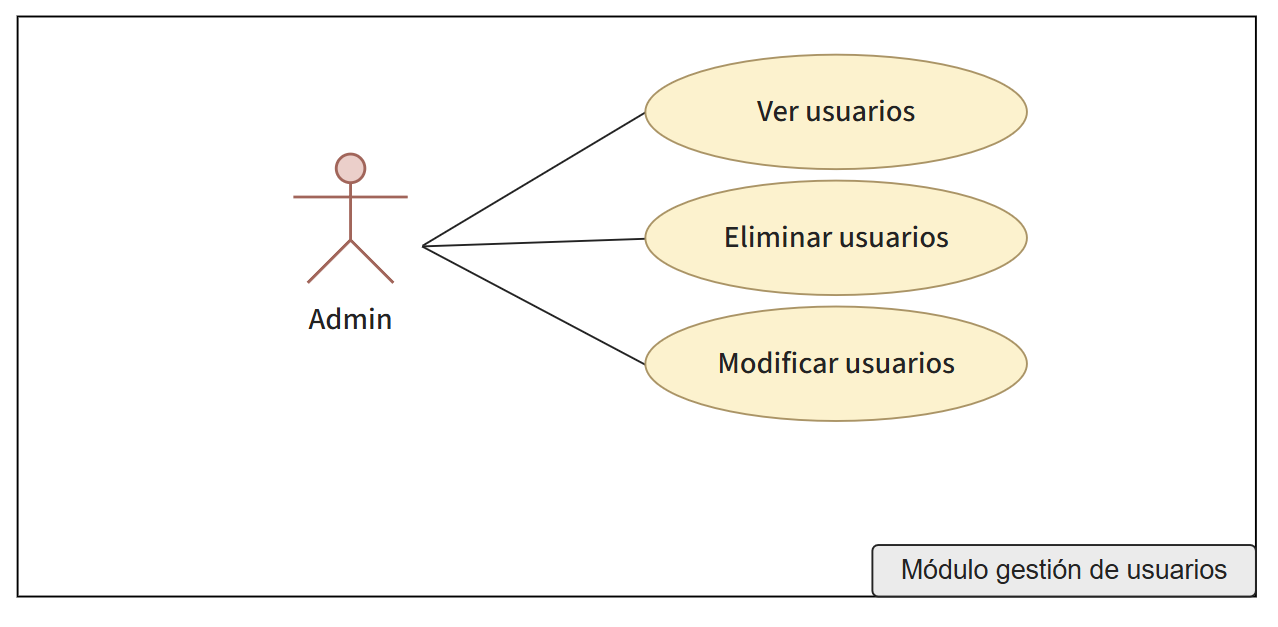 Ver usuarios
Eliminar usuarios
Modificar usuarios
Admin
Módulo gestión de usuarios